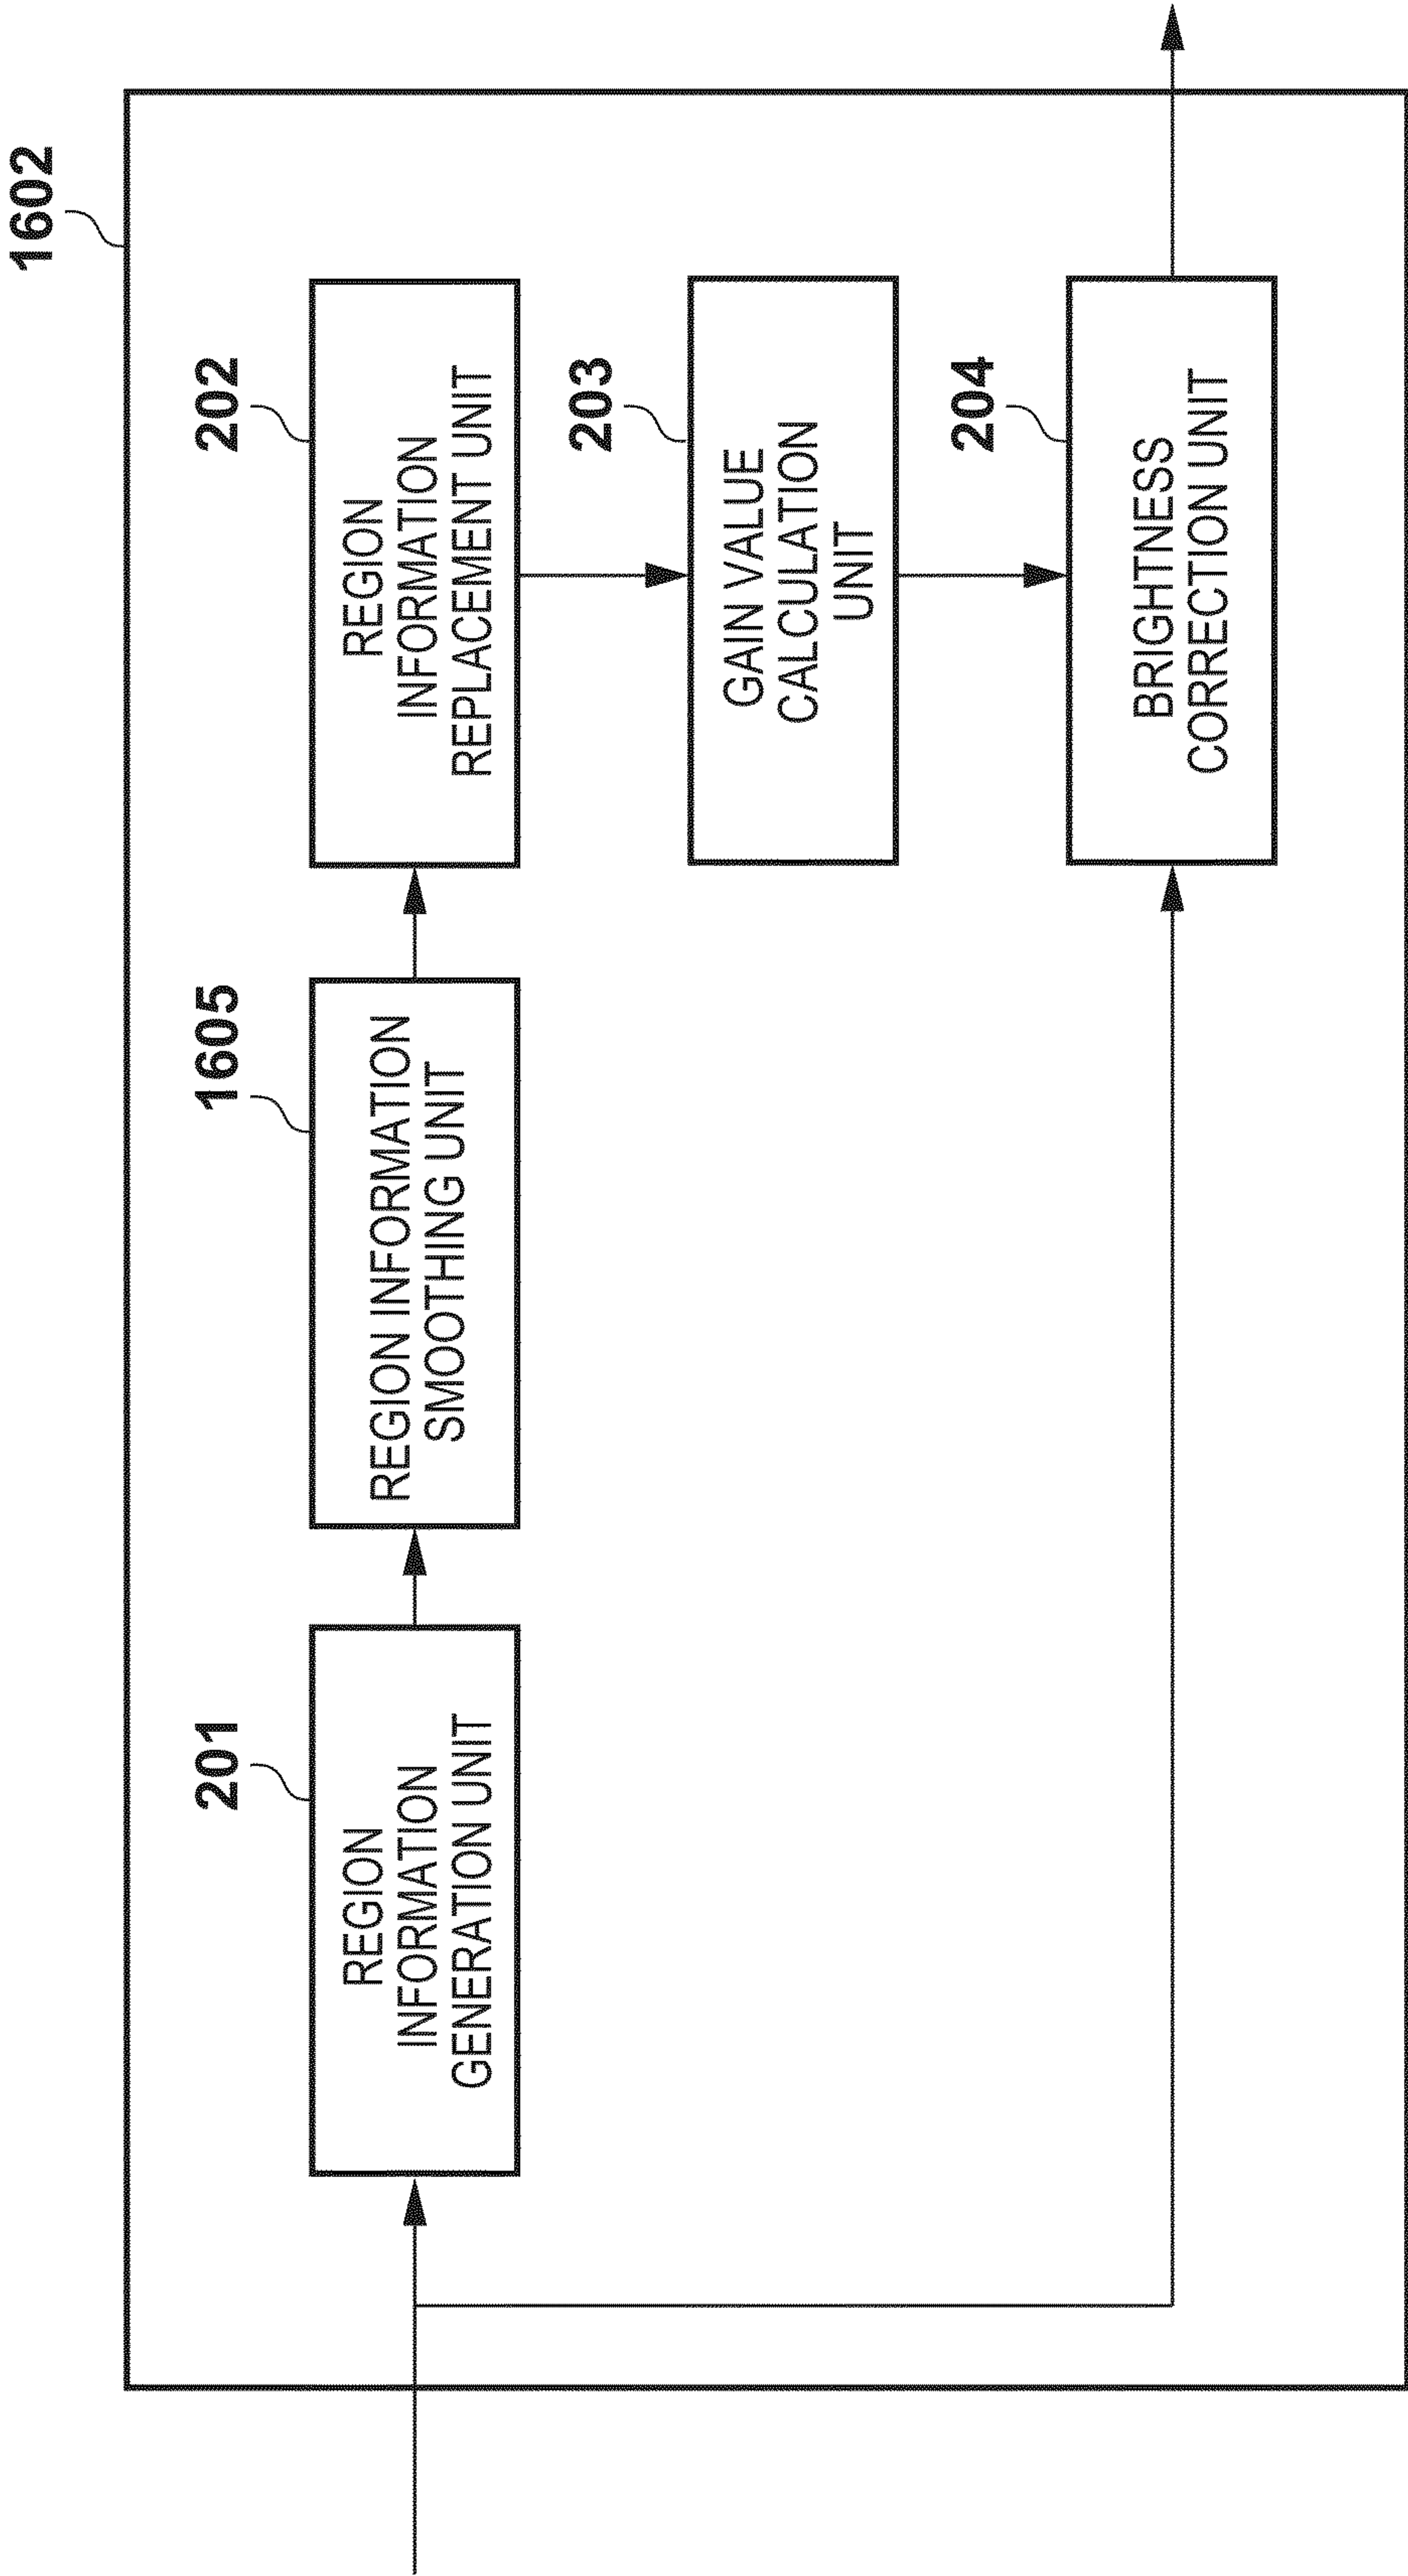 1602
201
REGION
INFORMATION
GENERATION UNIT
1605
REGION INFORMATION
SMOOTHING UNIT
202
REGION
INFORMATION
REPLACEMENT UNIT
203
GAIN VALUE
CALCULATION
UNIT
204
BRIGHTNESS
CORRECTION UNIT